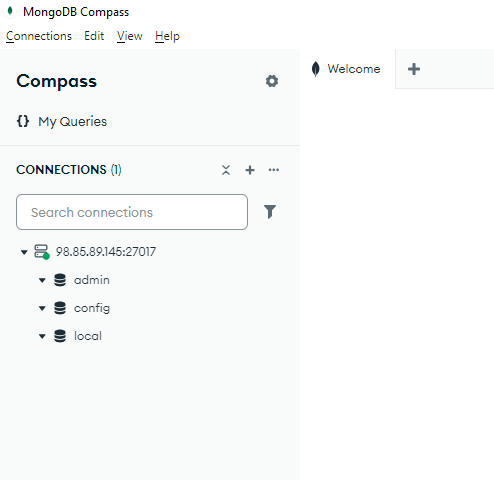 MongoDB Compass
Connections Edit View Help
Compass
Welcome
{} My Queries
CONNECTIONS (1)
Search connections
98.85.89.145:27017
admin
config
local